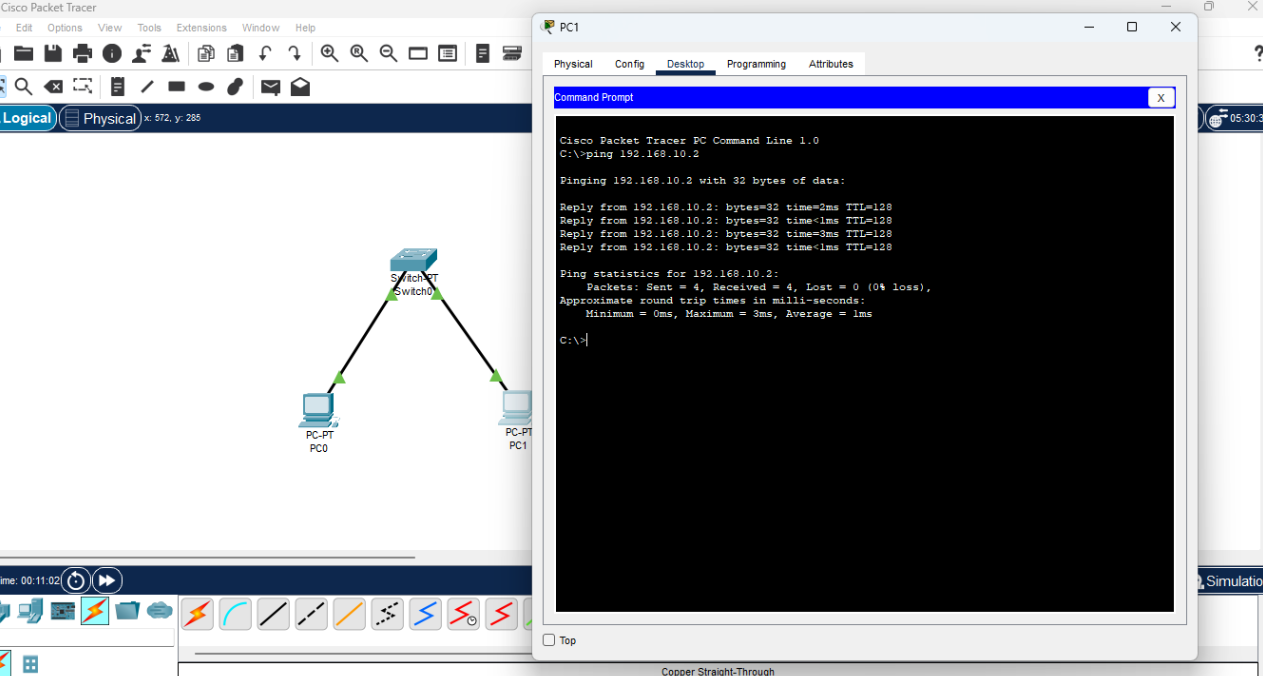 Cisco Packet Tracer
Edit Options View Tools Extensions Window Help
Logical Physical x: 572, y: 285
05:30:3
Switch-PT
Switch0
PC-PT
PC0
PC-PT
PC1
PC1
Physical Config Desktop Programming Attributes
Command Prompt
X
Cisco Packet Tracer PC Command Line 1.0
C:\>ping 192.168.10.2
Pinging 192.168.10.2 with 32 bytes of data:
Reply from 192.168.10.2: bytes=32 time=2ms TTL=128
Reply from 192.168.10.2: bytes=32 time<1ms TTL=128
Reply from 192.168.10.2: bytes=32 time=3ms TTL=128
Reply from 192.168.10.2: bytes=32 time<1ms TTL=128
Ping statistics for 192.168.10.2:
Packets: Sent = 4, Received = 4, Lost = 0 (0% loss),
Approximate round trip times in milli-seconds:
Minimum = 0ms, Maximum = 3ms, Average = 1ms
C:\>
Top
ime: 00:11:02
Simulatio
Copper Straight-Through